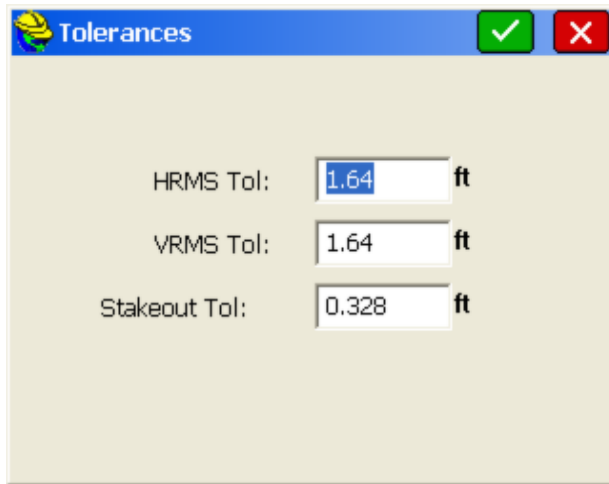 Tolerances
HRMS Tol: 1.64 ft
VRMS Tol: 1.64 ft
Stakeout Tol: 0.328 ft